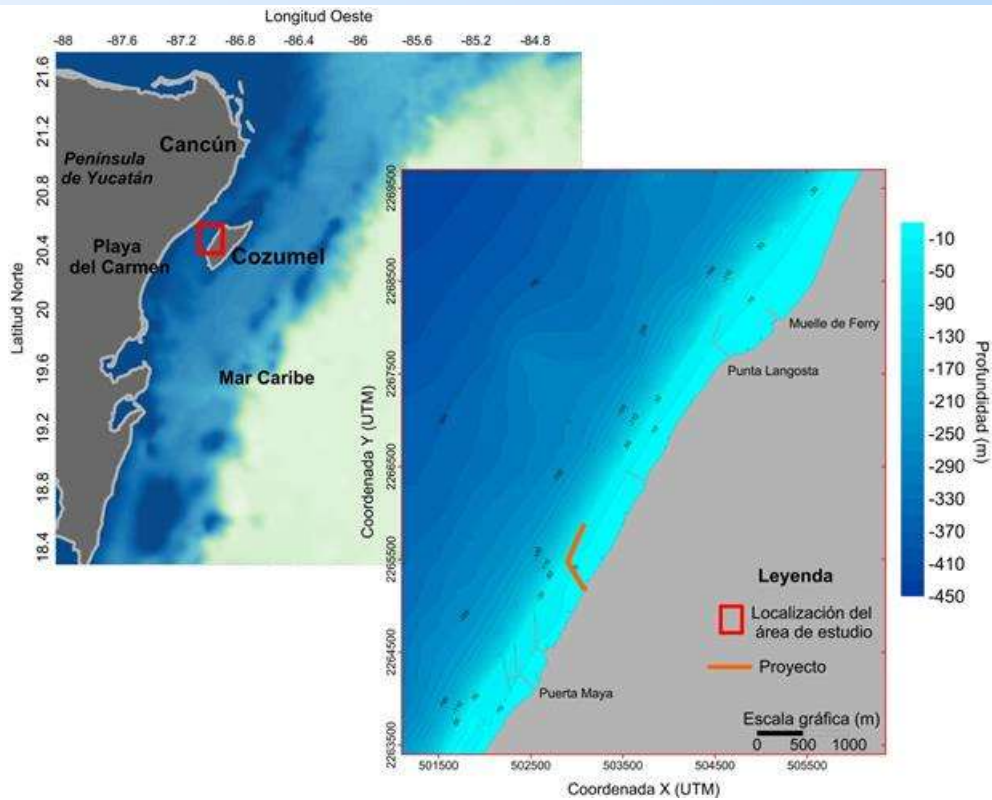 Longitud Oeste
-88 -87.6 -87.2 -86.8 -86.4 -86 -85.6 -85.2 -84.8
Latitud Norte
21.6
21.2
20.8
20.4
20
19.6
19.2
18.8
18.4
Cancún
Península
de Yucatán
Playa
del Carmen
Cozumel
Mar Caribe
Coordenada Y (UTM)
2269500
2268500
2267500
2266500
2265500
2264500
2263500
Muelle de Ferry
Punta Langosta
Puerta Maya
Leyenda
Localización del
área de estudio
Proyecto
Escala gráfica (m)
0 500 1000
501500 502500 503500 504500 505500
Coordenada X (UTM)
-10
-50
-90
-130
-170
-210
-250
-290
-330
-370
-410
-450
Profundidad (m)